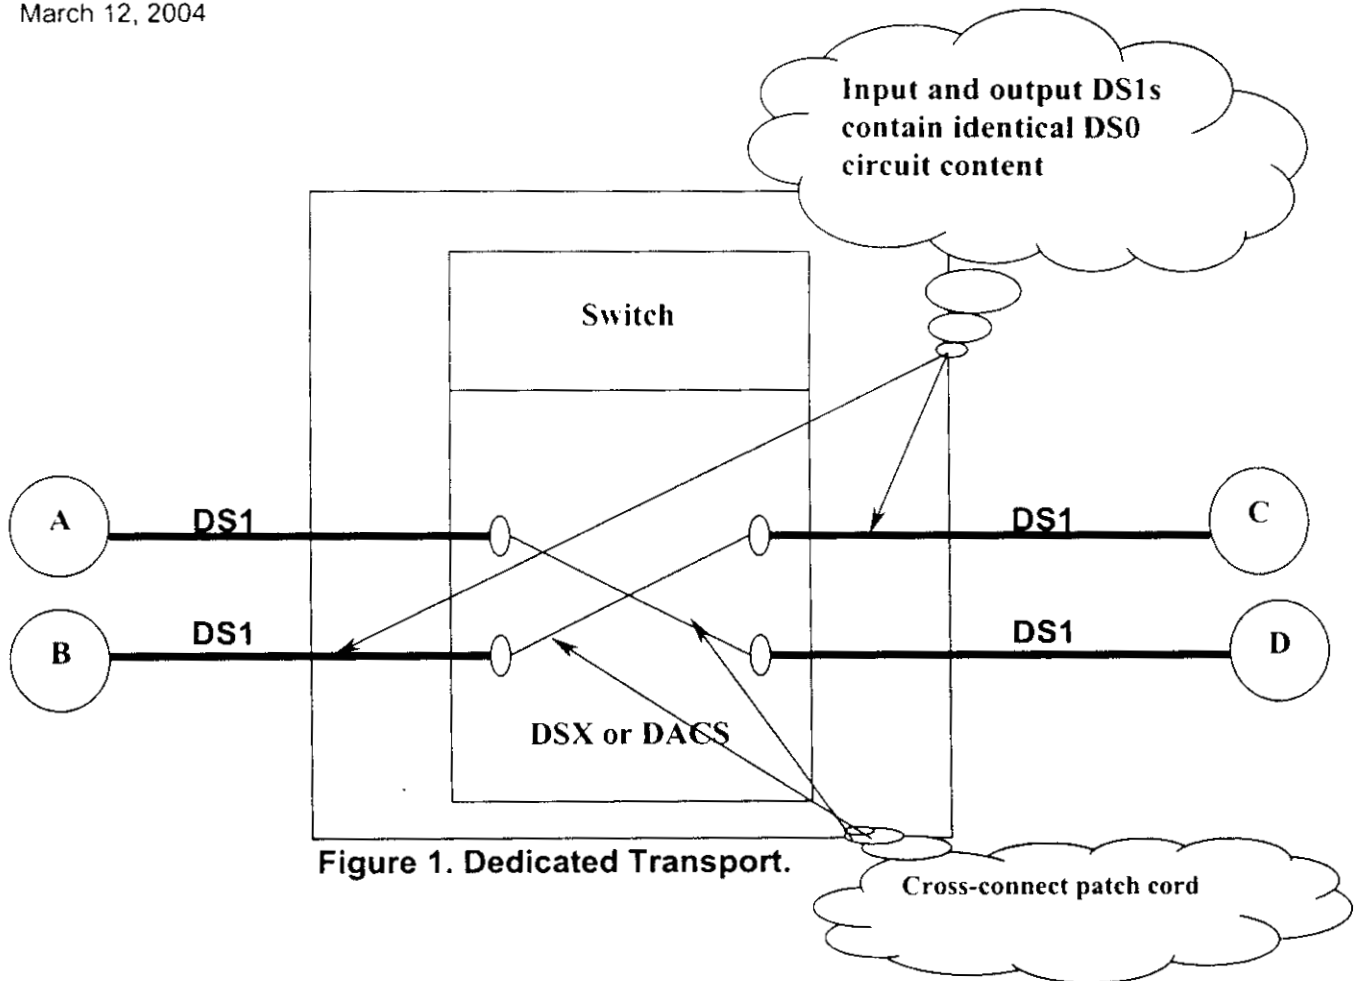 March 12, 2004
Input and output DS1s
contain identical DS0
circuit content
Switch
A
DS1
DS1
C
B
DS1
DS1
D
DSX or DACS
Figure 1. Dedicated Transport.
Cross-connect patch cord